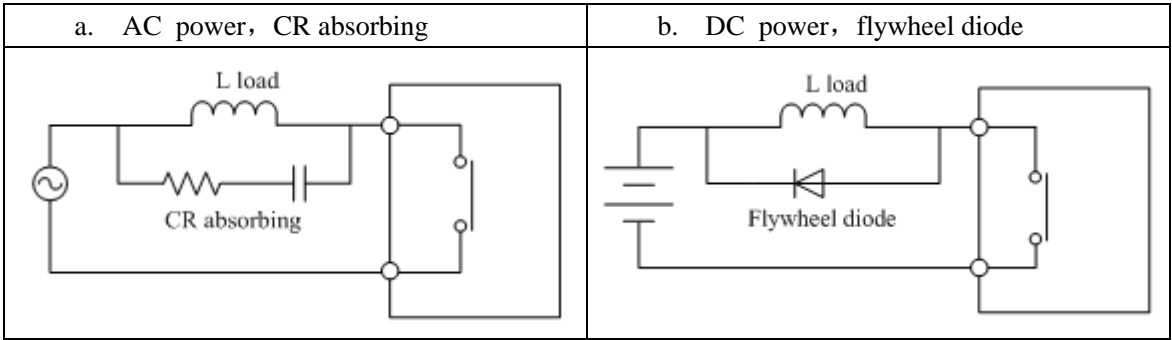 a. AC power，CR absorbing
b. DC power，flywheel diode
L load
CR absorbing
L load
Flywheel diode